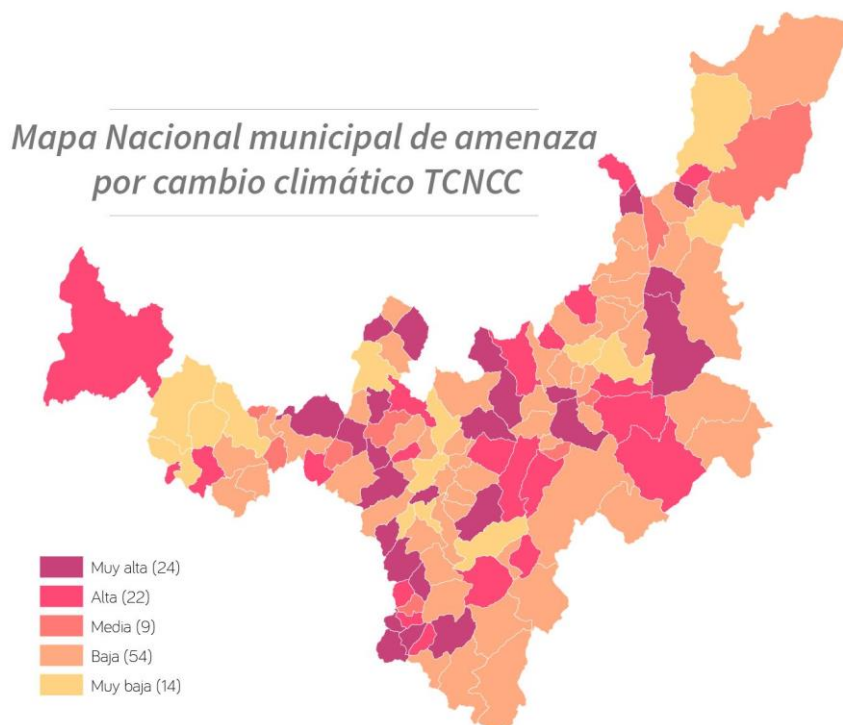 Mapa Nacional municipal de amenaza
por cambio climático TCNCC
Muy alta (24)
Alta (22)
Media (9)
Baja (54)
Muy baja (14)